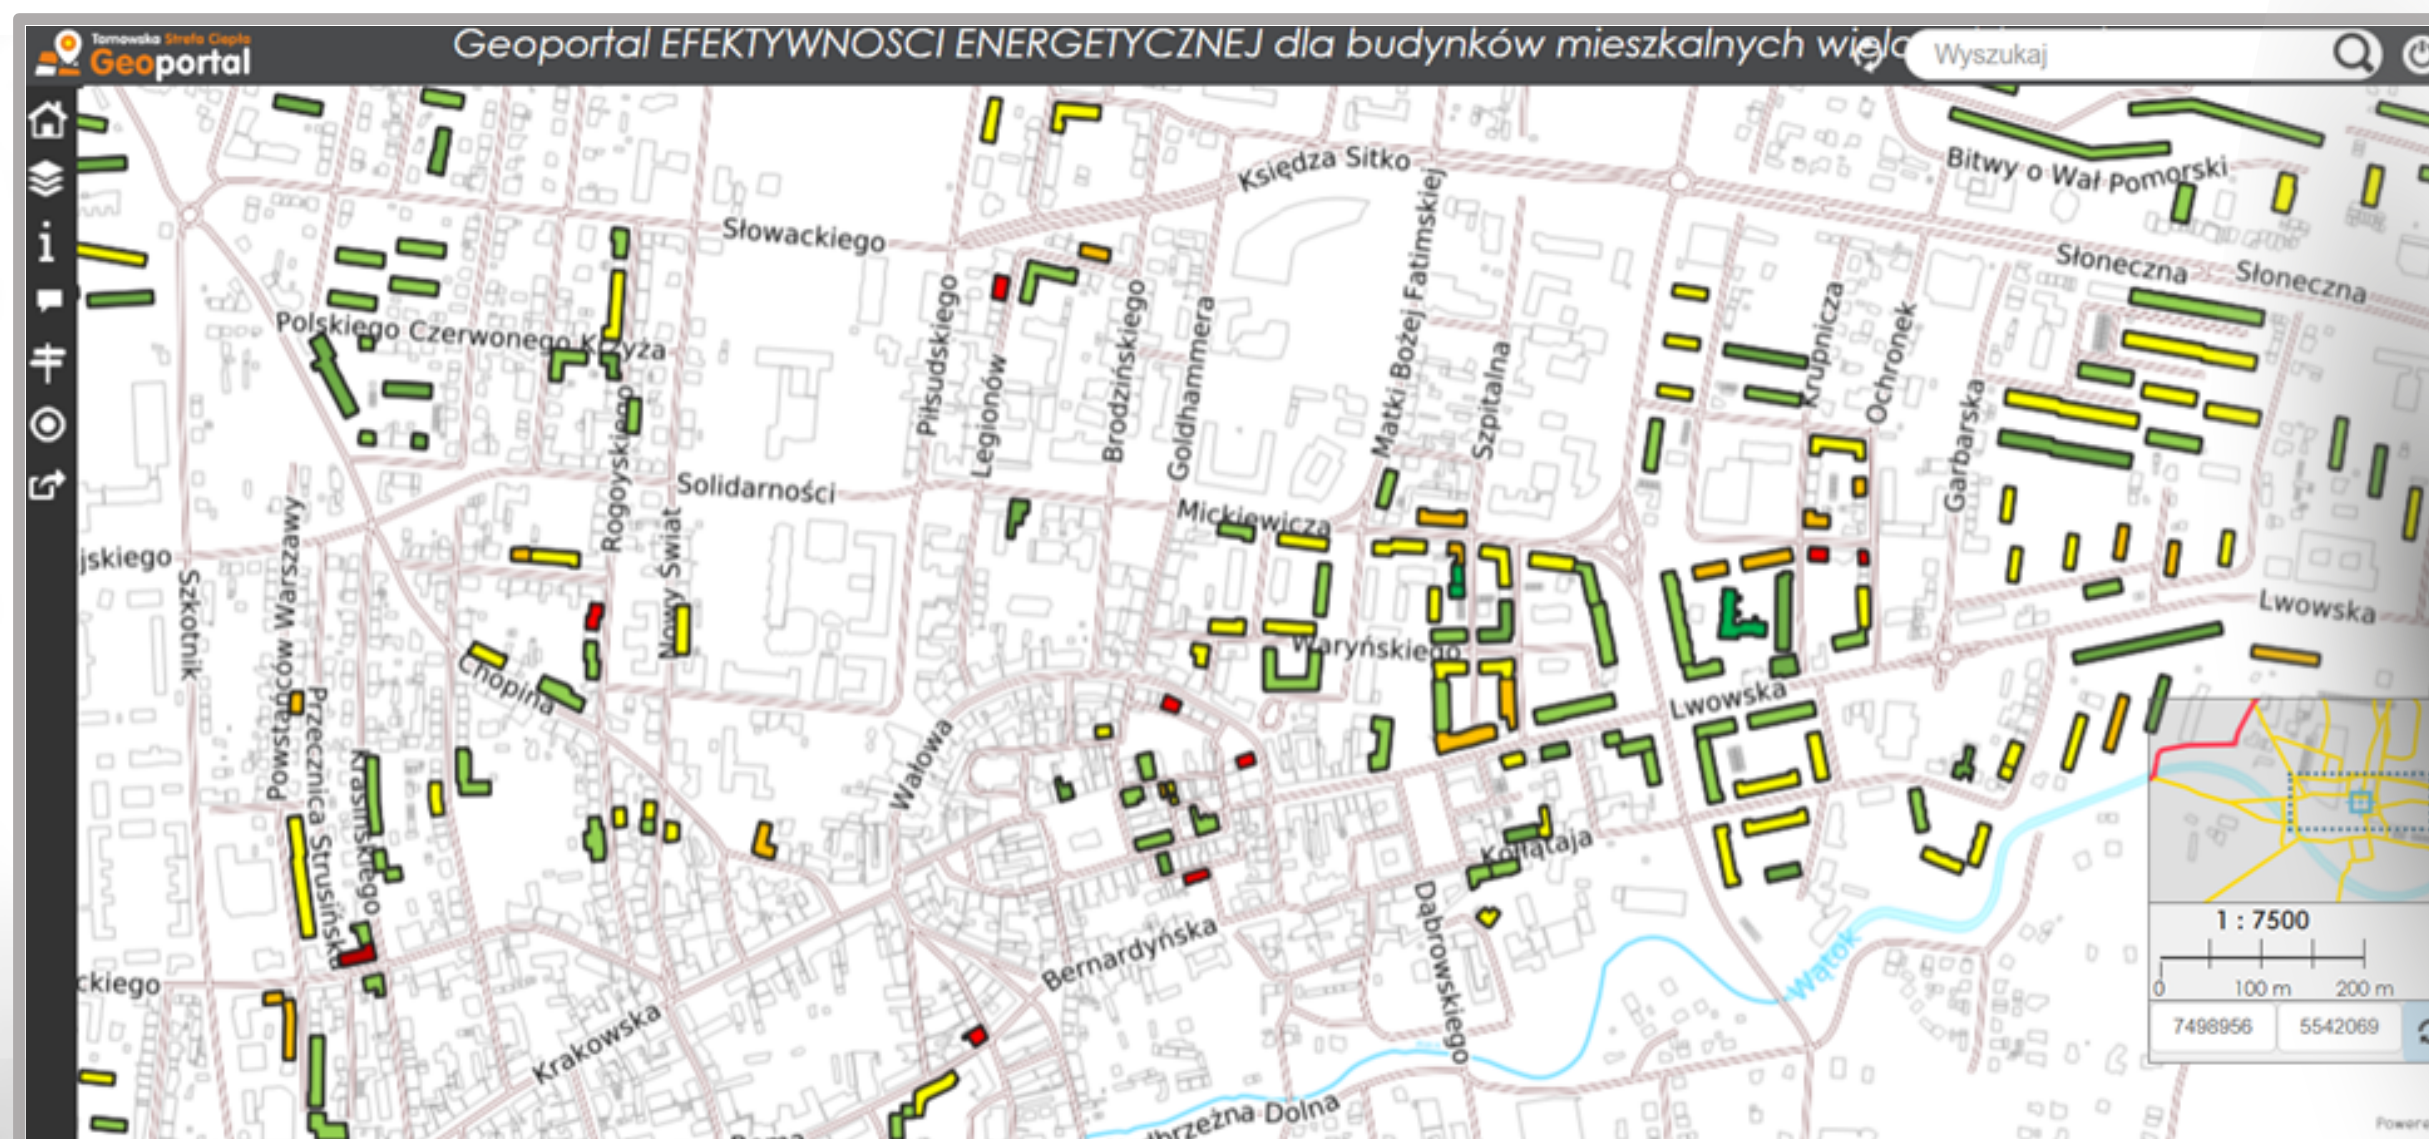 Tarnowska Strefa Ciepła
Geoportal
Geoportal EFEKTYWNOŚCI ENERGETYCZNEJ dla budynków mieszkalnych
Wyszukaj
Księdza Sitko
Bitwy o Wał Pomorski
Słowackiego
Słoneczna
Słoneczna
Polskiego Czerwonego Krzyża
Piłsudskiego
Legionów
Brodzińskiego
Goldhammera
Matki Bożej Fatimskiej
Szpitalna
Krupnicza
Ochronek
Garbarska
Rogoyskiego
Solidarności
Mickiewicza
jskiego
Szkotnik
Powstańców Warszawy
Nowy Świat
Lwowska
Waryńskiego
Chopina
Przecznica Strusińska
Krasińskiego
Wałowa
Lwowska
Kołłątaja
Dąbrowskiego
Bernardyńska
Wątok
ckiego
Krakowska
1 : 7500
0 100 m 200 m
7498956 5542069
brzeżna Dolna
Powere